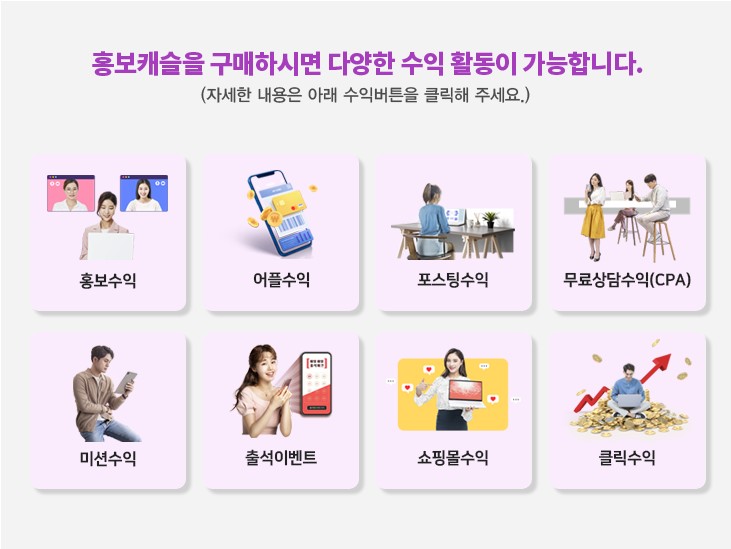 홍보캐슬을 구매하시면 다양한 수익 활동이 가능합니다.
(자세한 내용은 아래 수익버튼을 클릭해 주세요.)
홍보수익
어플수익
포스팅수익
무료상담수익(CPA)
미션수익
출석이벤트
쇼핑몰수익
클릭수익